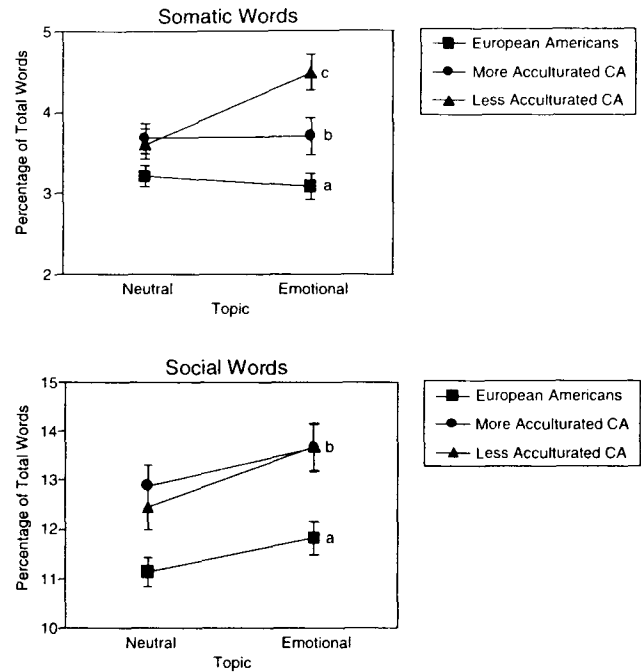 Somatic Words
5
4
3
2
Percentage of Total Words
c
b
a
Neutral
Emotional
Topic
European Americans
More Acculturated CA
Less Acculturated CA
Social Words
15
14
13
12
11
10
Percentage of Total Words
b
a
Neutral
Emotional
Topic
European Americans
More Acculturated CA
Less Acculturated CA